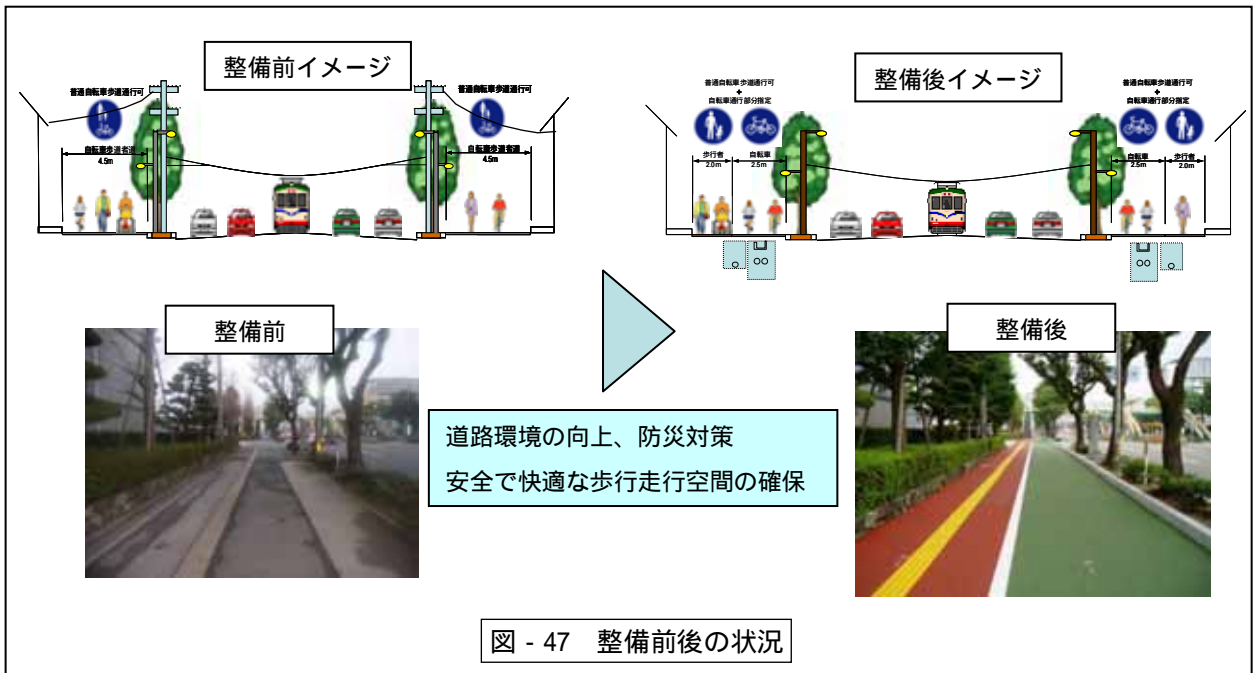 整備前イメージ
普通自転車歩道通行可
普通自転車歩道通行可
自転車歩道者道
4.5m
自転車歩道者道
4.5m
整備後イメージ
普通自転車歩道通行可
+
自転車通行部分指定
普通自転車歩道通行可
+
自転車通行部分指定
歩行者
2.0m
自転車
2.5m
自転車
2.5m
歩行者
2.0m
整備前
整備後
道路環境の向上、防災対策
安全で快適な歩行走行空間の確保
図 - 47 整備前後の状況